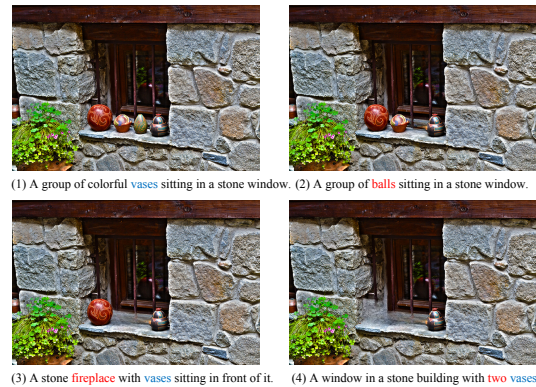 (1) A group of colorful vases sitting in a stone window.
(2) A group of balls sitting in a stone window.
(3) A stone fireplace with vases sitting in front of it.
(4) A window in a stone building with two vases